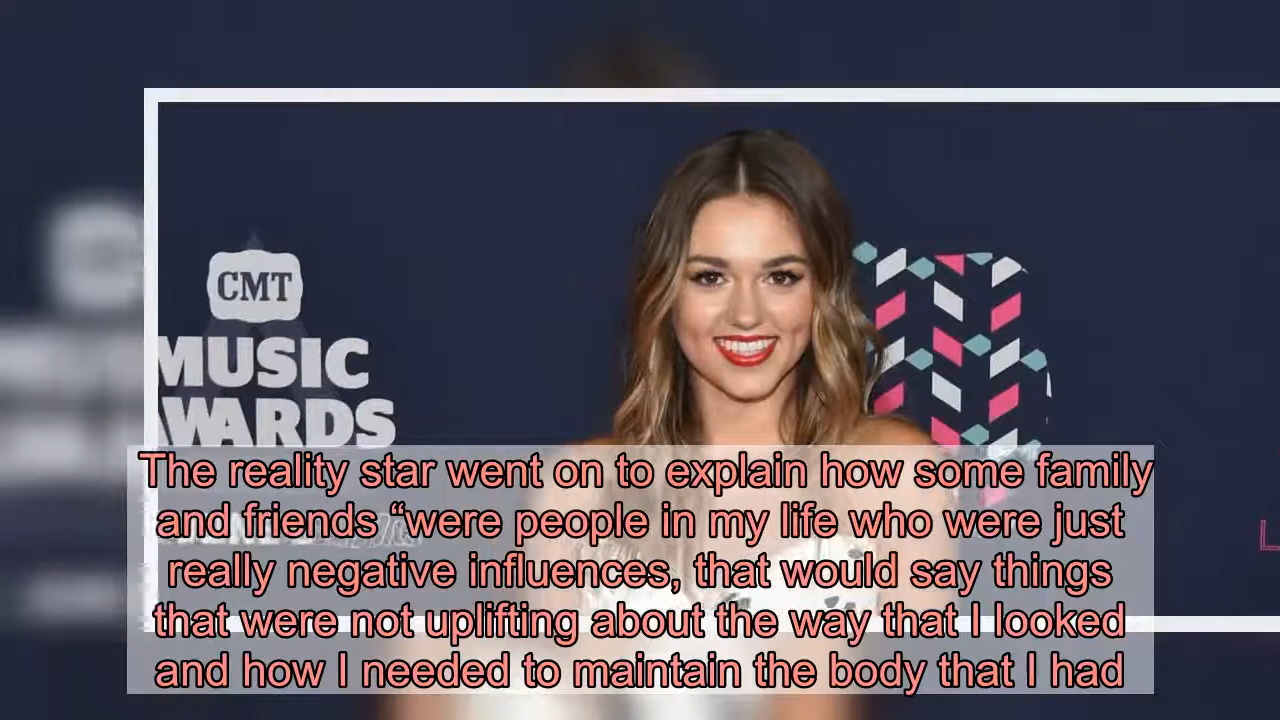 CMT
MUSIC
AWARDS
The reality star went on to explain how some family
and friends “were people in my life who were just
really negative influences, that would say things
that were not uplifting about the way that I looked
and how I needed to maintain the body that I had